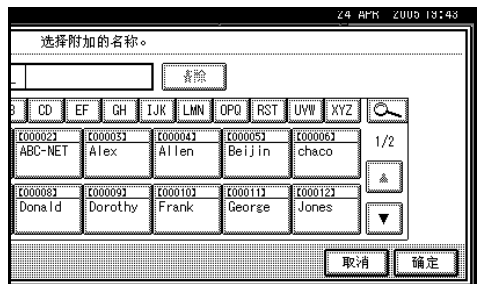 24 APR 2005 19:43
选择附加的名称。
清除
CD EF GH IJK LMN OPQ RST UVW XYZ
[00002] [00003] [00004] [00005] [00006] 1/2
ABC-NET Alex Allen Beijin chaco
[00008] [00009] [00010] [00011] [00012]
Donald Dorothy Frank George Jones
取消 确定